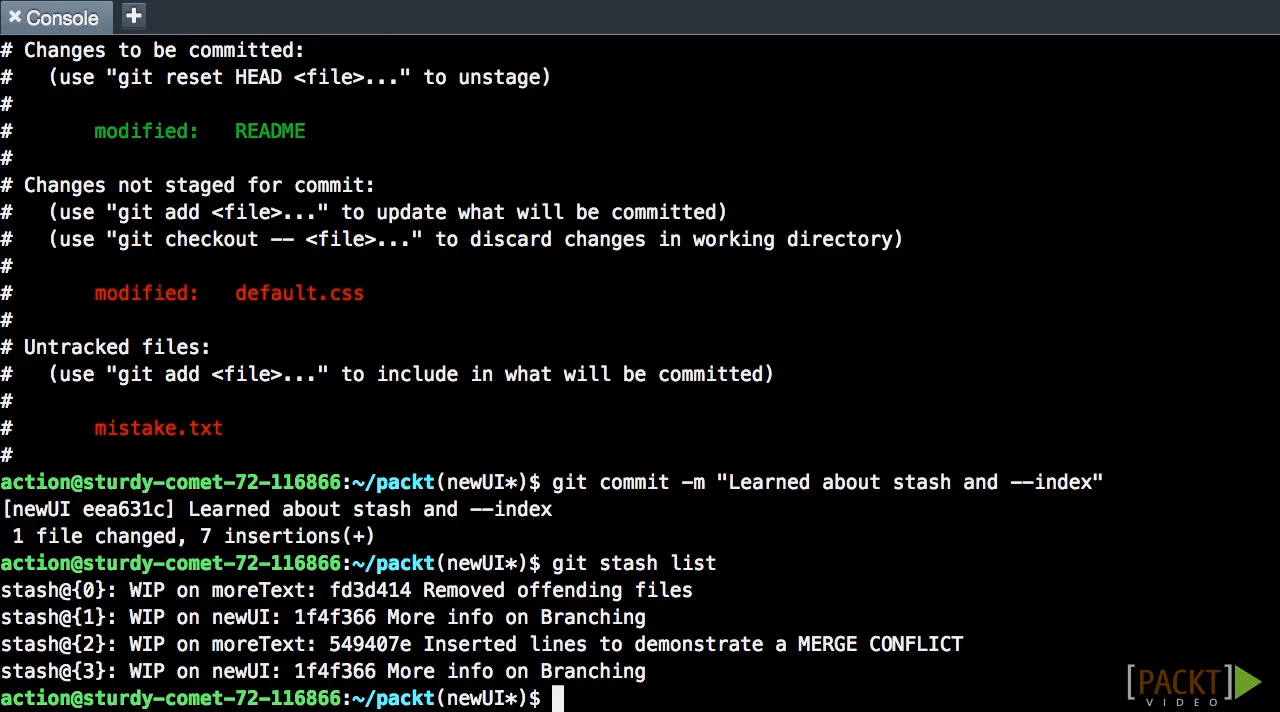 Console
# Changes to be committed:
#   (use "git reset HEAD <file>..." to unstage)
#
#       modified:   README
#
# Changes not staged for commit:
#   (use "git add <file>..." to update what will be committed)
#   (use "git checkout -- <file>..." to discard changes in working directory)
#
#       modified:   default.css
#
# Untracked files:
#   (use "git add <file>..." to include in what will be committed)
#
#       mistake.txt
#
action@sturdy-comet-72-116866:~/packt(newUI*)$ git commit -m "Learned about stash and --index"
[newUI eea631c] Learned about stash and --index
 1 file changed, 7 insertions(+)
action@sturdy-comet-72-116866:~/packt(newUI*)$ git stash list
stash@{0}: WIP on moreText: fd3d414 Removed offending files
stash@{1}: WIP on newUI: 1f4f366 More info on Branching
stash@{2}: WIP on moreText: 549407e Inserted lines to demonstrate a MERGE CONFLICT
stash@{3}: WIP on newUI: 1f4f366 More info on Branching
action@sturdy-comet-72-116866:~/packt(newUI*)$
[PACKT]
VIDEO